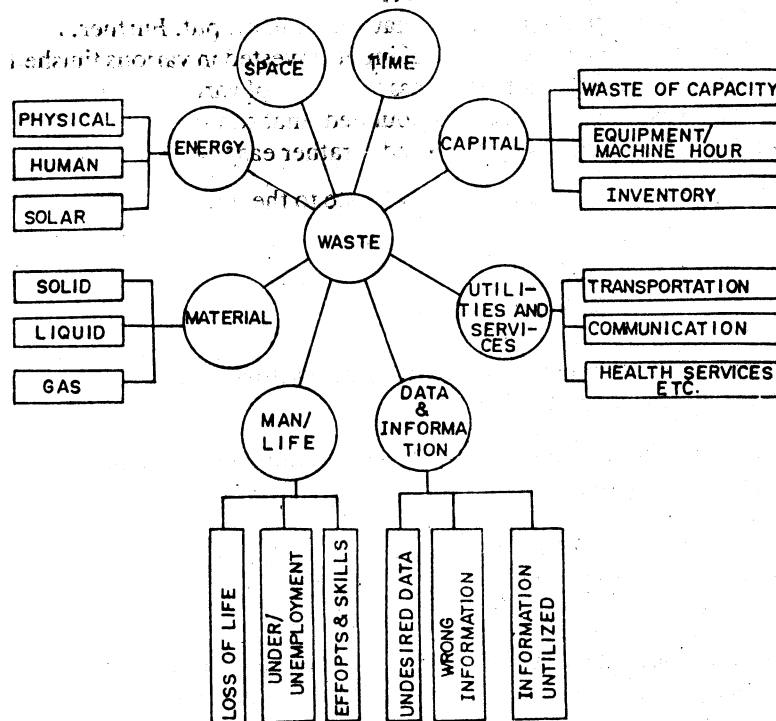 SPACE
TIME
PHYSICAL
HUMAN
SOLAR
ENERGY
CAPITAL
WASTE OF CAPACITY
EQUIPMENT/
MACHINE HOUR
INVENTORY
WASTE
SOLID
LIQUID
GAS
MATERIAL
UTILI-
TIES AND
SERVI-
CES
TRANSPORTATION
COMMUNICATION
HEALTH SERVICES
ETC.
MAN/
LIFE
DATA
&
INFORMA
TION
LOSS OF LIFE
UNDER/
UNEMPLOYMENT
EFFOPTS & SKILLS
UNDESIRED DATA
WRONG
INFORMATION
INFORMATION
UNTILIZED